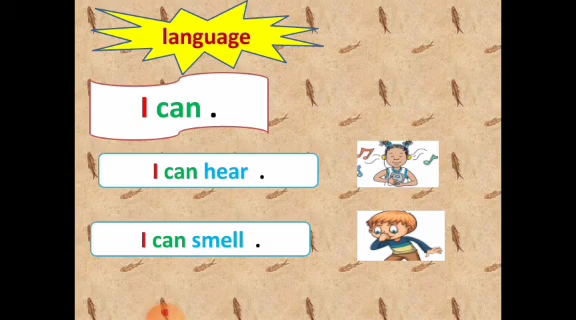 language
I can .
I can hear .
I can smell .